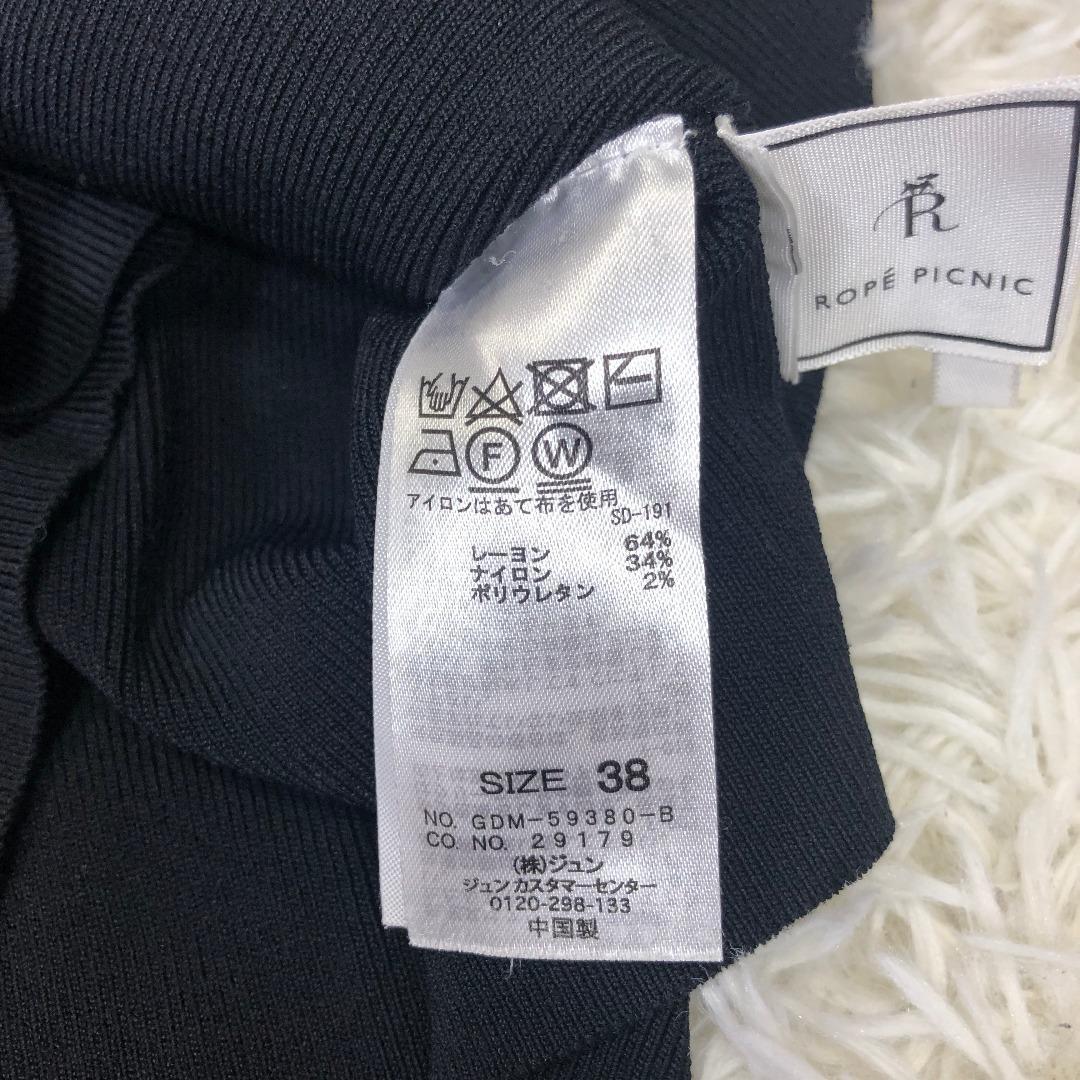 R
ROPÉ PICNIC
F W
アイロンはあて布を使用
SD-191
レーヨン 64%
ナイロン 34%
ポリウレタン 2%
SIZE 38
NO. GDM-59380-B
CO. NO. 29179
(株)ジュン
ジュン カスタマーセンター
0120-298-133
中国製